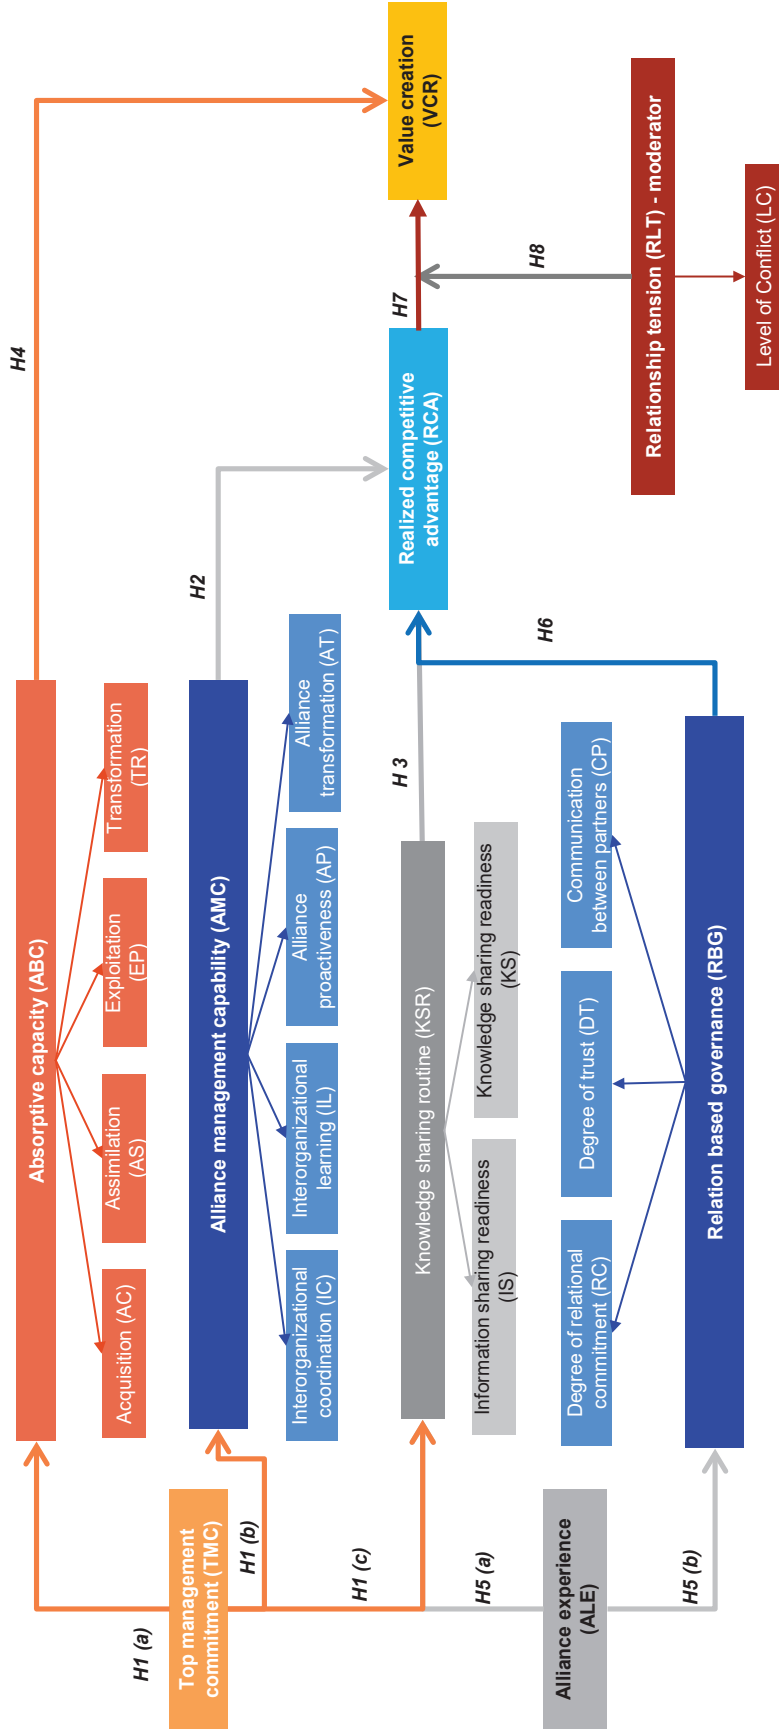 H1 (a)
Top management
commitment (TMC)
H1 (b)
H1 (c)
H5 (a)
Alliance experience
(ALE)
H5 (b)
Absorptive capacity (ABC)
Acquisition (AC)
Assimilation
(AS)
Exploitation
(EP)
Transformation
(TR)
Alliance management capability (AMC)
Interorganizational
coordination (IC)
Interorganizational
learning (IL)
Alliance
proactiveness (AP)
Alliance
transformation (AT)
Knowledge sharing routine (KSR)
Information sharing readiness
(IS)
Knowledge sharing readiness
(KS)
Degree of relational
commitment (RC)
Degree of trust (DT)
Communication
between partners (CP)
Relation based governance (RBG)
H4
H2
H 3
H6
Realized competitive
advantage (RCA)
H7
H8
Value creation
(VCR)
Relationship tension (RLT) - moderator
Level of Conflict (LC)